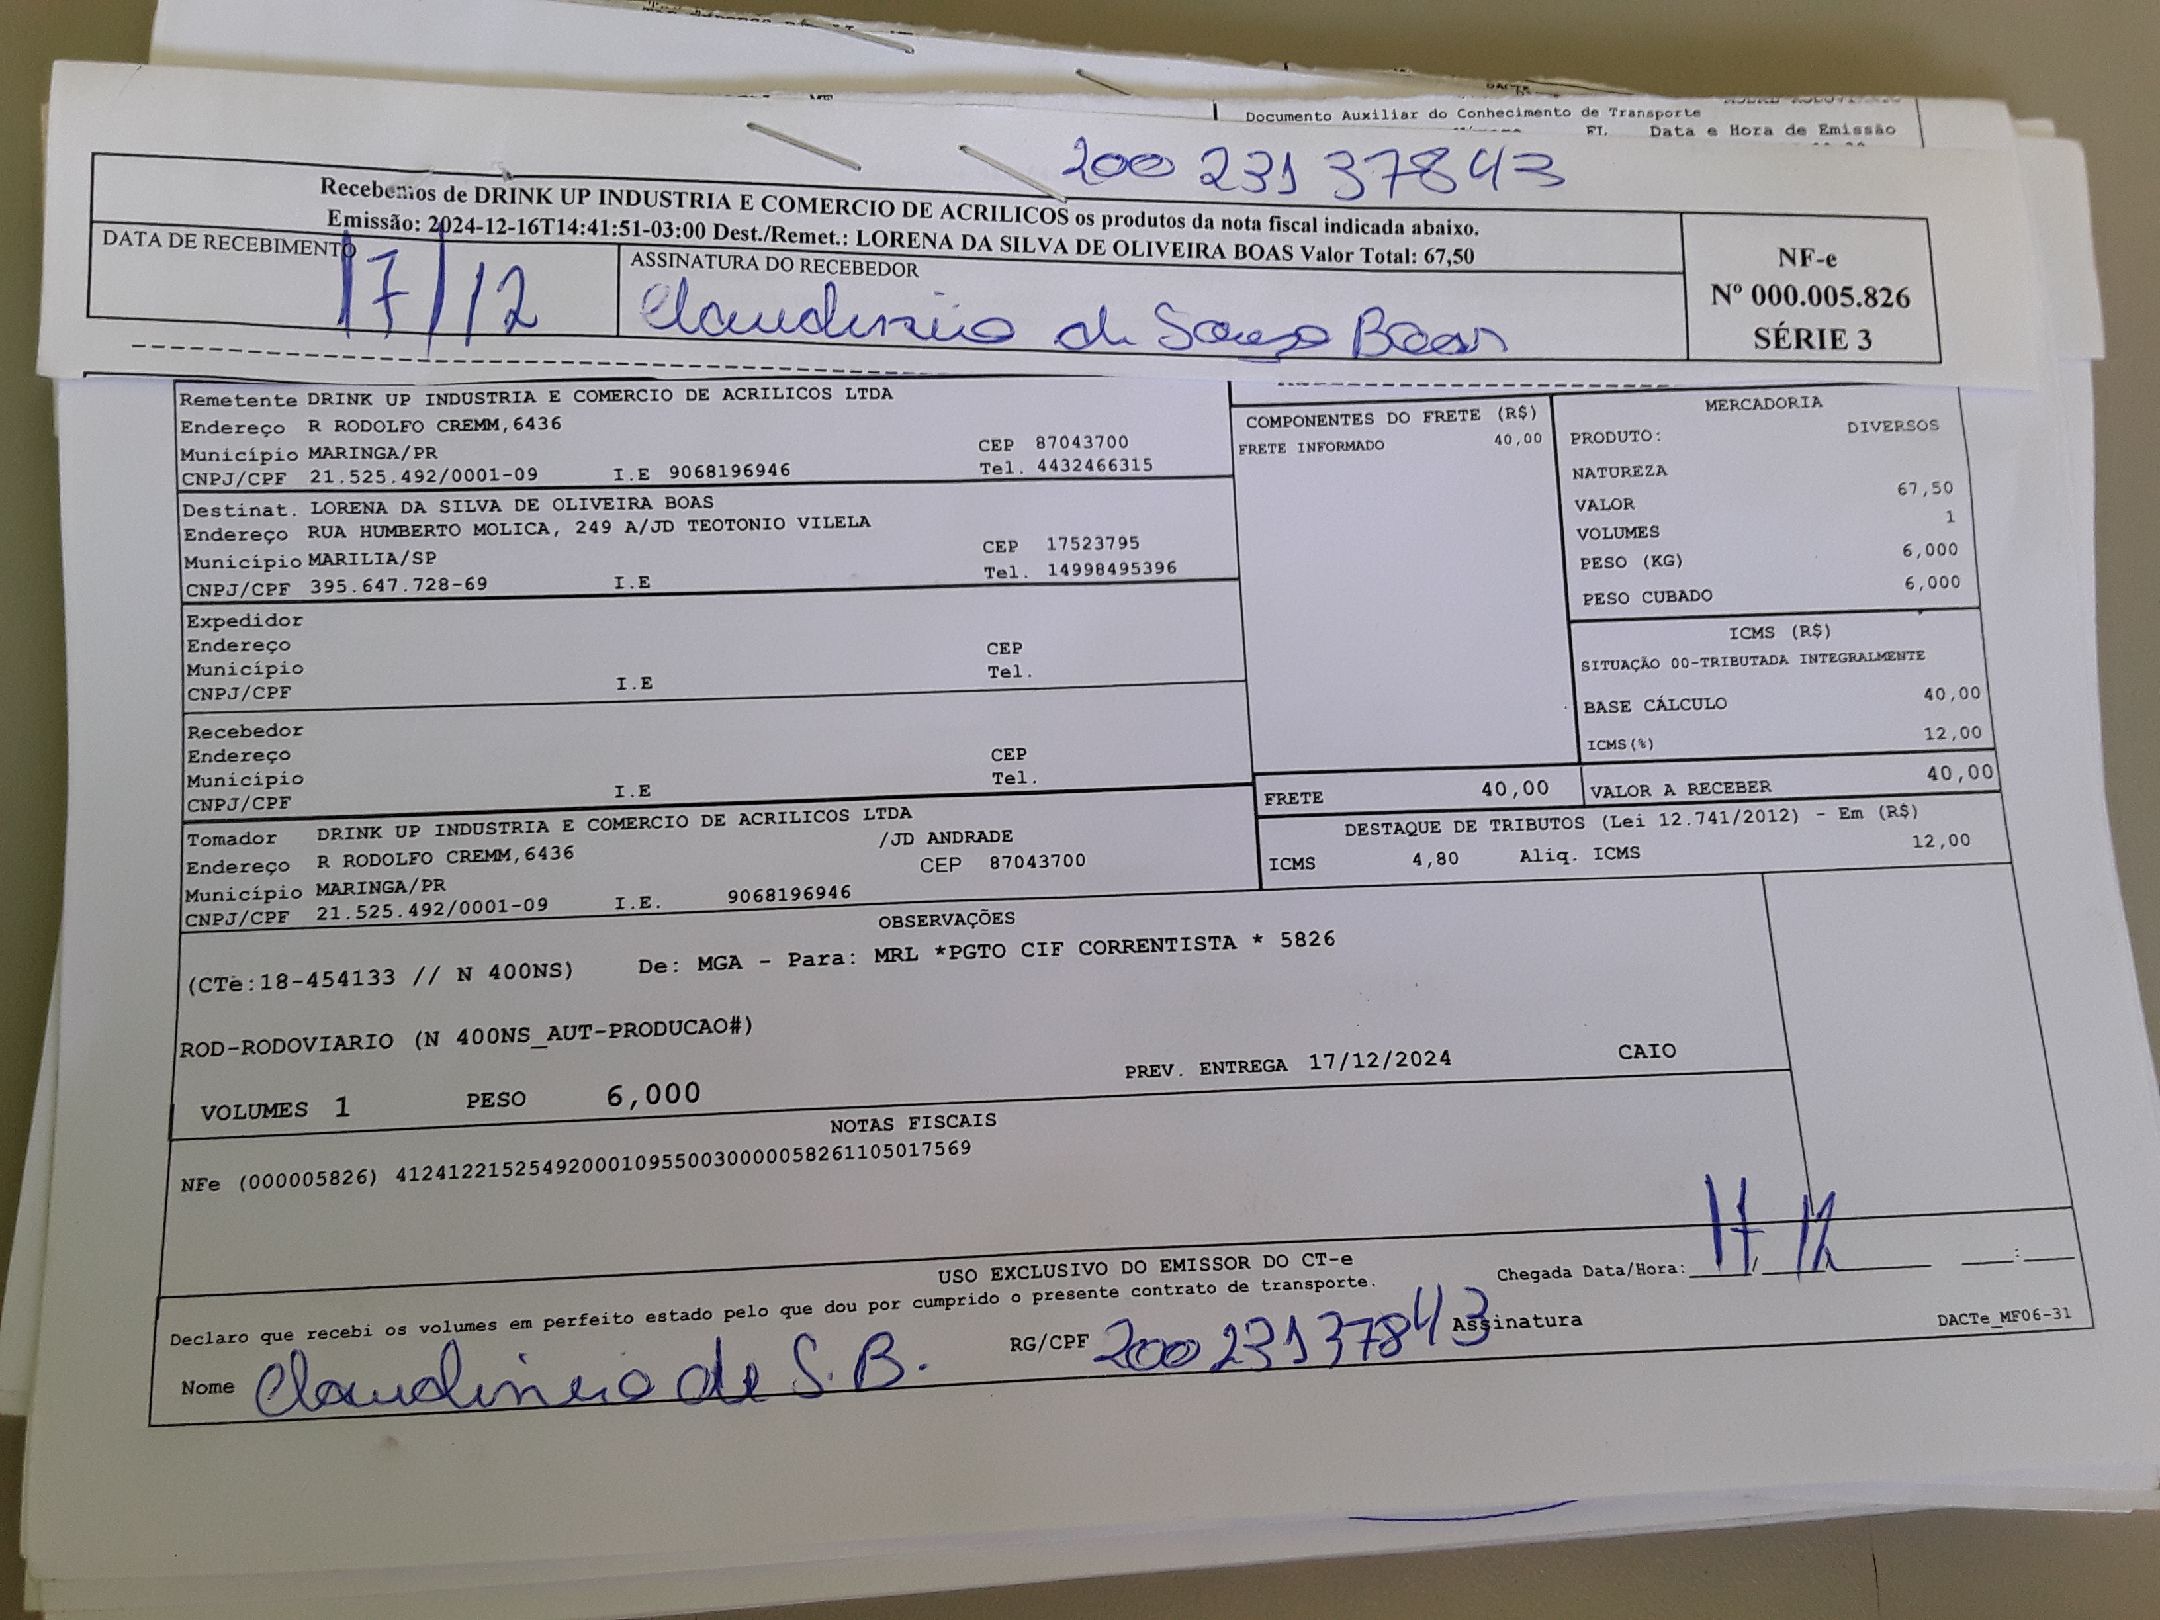 Documento Auxiliar do Conhecimento de Transporte
FL Data e Hora de Emissão
200 231 37843
Recebemos de DRINK UP INDUSTRIA E COMERCIO DE ACRILICOS os produtos da nota fiscal indicada abaixo.
Emissão: 2024-12-16T14:41:51-03:00 Dest./Remet.: LORENA DA SILVA DE OLIVEIRA BOAS Valor Total: 67,50
DATA DE RECEBIMENTO
17/12
ASSINATURA DO RECEBEDOR
Claudineio de Souza Boas
NF-e
Nº 000.005.826
SÉRIE 3
Remetente DRINK UP INDUSTRIA E COMERCIO DE ACRILICOS LTDA
Endereço R RODOLFO CREMM,6436
Município MARINGA/PR CEP 87043700
CNPJ/CPF 21.525.492/0001-09 I.E 9068196946 Tel. 4432466315
Destinat. LORENA DA SILVA DE OLIVEIRA BOAS
Endereço RUA HUMBERTO MOLICA, 249 A/JD TEOTONIO VILELA
Município MARILIA/SP CEP 17523795
CNPJ/CPF 395.647.728-69 I.E Tel. 14998495396
Expedidor
Endereço
Município CEP
CNPJ/CPF I.E Tel.
Recebedor
Endereço
Município CEP
CNPJ/CPF I.E Tel.
Tomador DRINK UP INDUSTRIA E COMERCIO DE ACRILICOS LTDA
Endereço R RODOLFO CREMM,6436 /JD ANDRADE
Município MARINGA/PR CEP 87043700
CNPJ/CPF 21.525.492/0001-09 I.E. 9068196946
COMPONENTES DO FRETE (R$)
FRETE INFORMADO 40,00
MERCADORIA
PRODUTO: DIVERSOS
NATUREZA
VALOR 67,50
VOLUMES 1
PESO (KG) 6,000
PESO CUBADO 6,000
ICMS (R$)
SITUAÇÃO 00-TRIBUTADA INTEGRALMENTE
BASE CÁLCULO 40,00
ICMS(%) 12,00
FRETE 40,00 VALOR A RECEBER 40,00
DESTAQUE DE TRIBUTOS (Lei 12.741/2012) - Em (R$)
ICMS 4,80 Aliq. ICMS 12,00
OBSERVAÇÕES
(CTe:18-454133 // N 400NS) De: MGA - Para: MRL *PGTO CIF CORRENTISTA * 5826
ROD-RODOVIARIO (N 400NS_AUT-PRODUCAO#)
PREV. ENTREGA 17/12/2024 CAIO
VOLUMES 1 PESO 6,000
NOTAS FISCAIS
NFe (000005826) 41241221525492000109550030000058261105017569
USO EXCLUSIVO DO EMISSOR DO CT-e
Declaro que recebi os volumes em perfeito estado pelo que dou por cumprido o presente contrato de transporte.
Chegada Data/Hora: 17/12 :
Nome Claudineio de S. B. RG/CPF 200 231 37843 Assinatura
DACTe_MF06-31